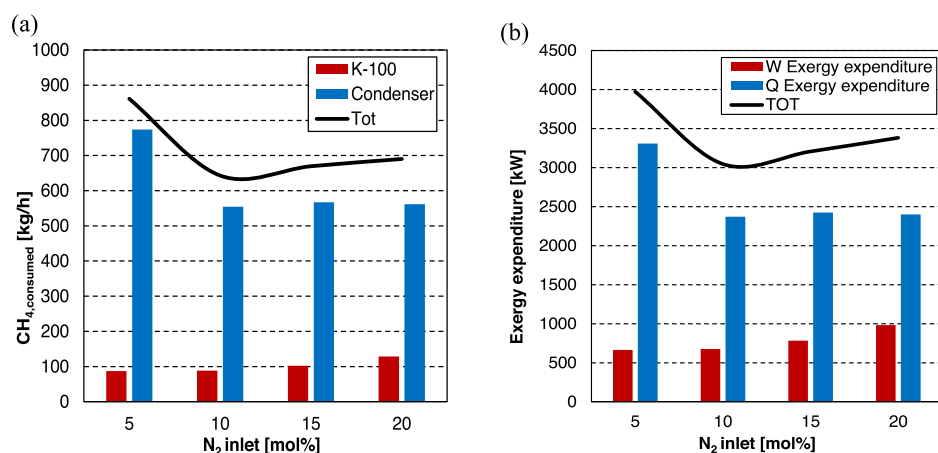 (a)
1000
900
800
700
600
500
400
300
200
100
0
CH4,consumed [kg/h]
K-100
Condenser
Tot
5 10 15 20
N2 inlet [mol%]
(b)
4500
4000
3500
3000
2500
2000
1500
1000
500
0
Exergy expenditure [kW]
W Exergy expenditure
Q Exergy expenditure
TOT
5 10 15 20
N2 inlet [mol%]